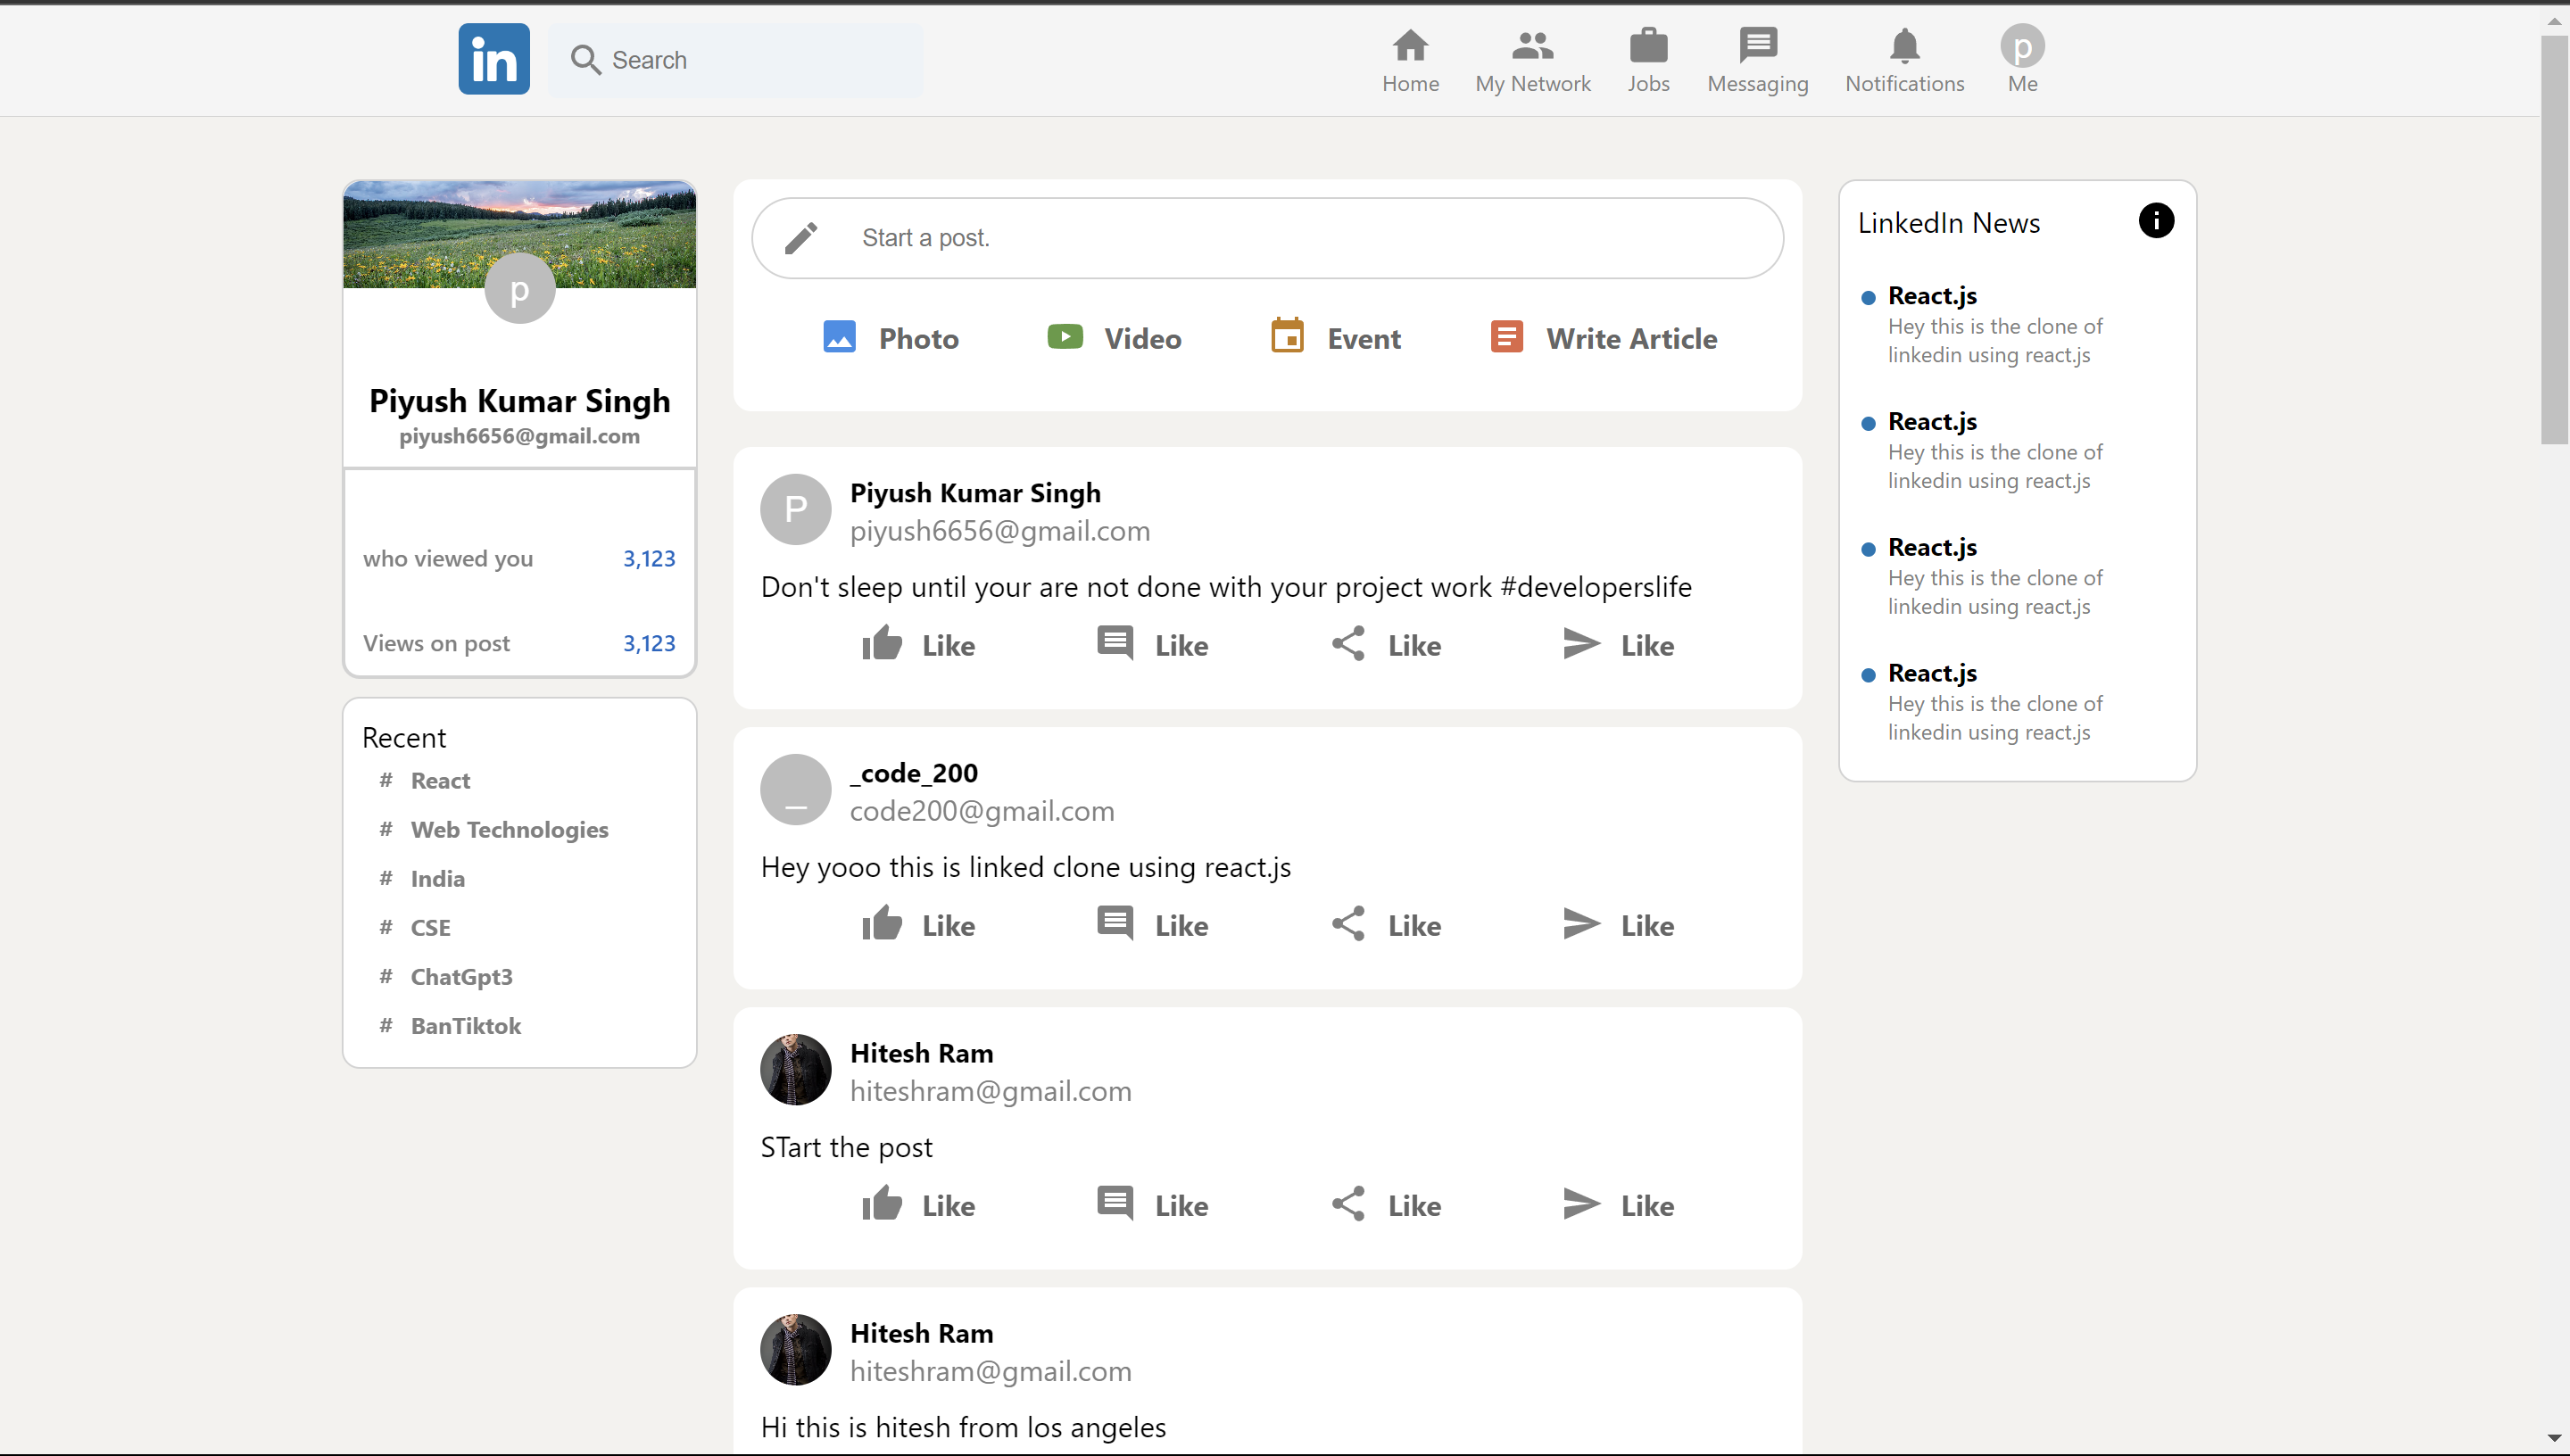 in
Search
Home
My Network
Jobs
Messaging
Notifications
p
Me
p
Piyush Kumar Singh
piyush6656@gmail.com
who viewed you 3,123
Views on post 3,123
Recent
# React
# Web Technologies
# India
# CSE
# ChatGpt3
# BanTiktok
Start a post.
Photo
Video
Event
Write Article
P
Piyush Kumar Singh
piyush6656@gmail.com
Don't sleep until your are not done with your project work #developerslife
Like Like Like Like
_
_code_200
code200@gmail.com
Hey yooo this is linked clone using react.js
Like Like Like Like
Hitesh Ram
hiteshram@gmail.com
STart the post
Like Like Like Like
Hitesh Ram
hiteshram@gmail.com
Hi this is hitesh from los angeles
LinkedIn News
React.js
Hey this is the clone of
linkedin using react.js
React.js
Hey this is the clone of
linkedin using react.js
React.js
Hey this is the clone of
linkedin using react.js
React.js
Hey this is the clone of
linkedin using react.js